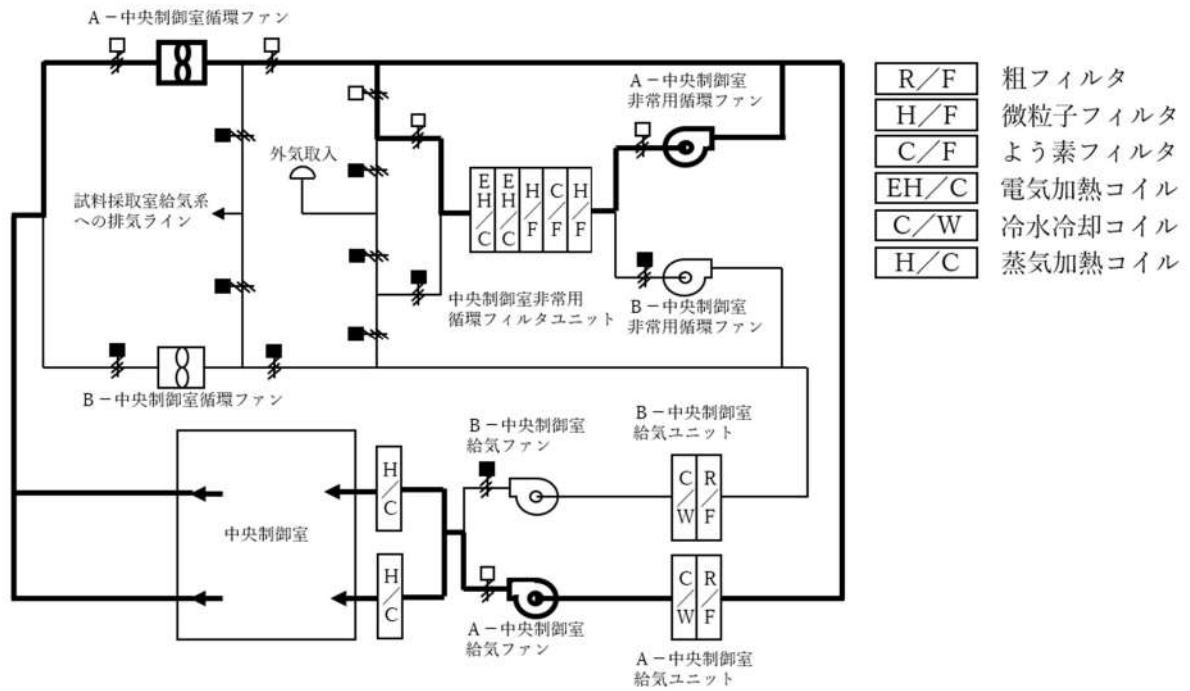 A－中央制御室循環ファン
A－中央制御室
非常用循環ファン
R／F 粗フィルタ
H／F 微粒子フィルタ
C／F よう素フィルタ
EH／C 電気加熱コイル
C／W 冷水冷却コイル
H／C 蒸気加熱コイル
外気取入
試料採取室給気系
への排気ライン
EH／C
EH／C
H／F
C／F
H／F
中央制御室非常用
循環フィルタユニット
B－中央制御室
非常用循環ファン
B－中央制御室循環ファン
B－中央制御室
給気ファン
B－中央制御室
給気ユニット
H／C
C／W
R／F
中央制御室
H／C
C／W
R／F
A－中央制御室
給気ファン
A－中央制御室
給気ユニット